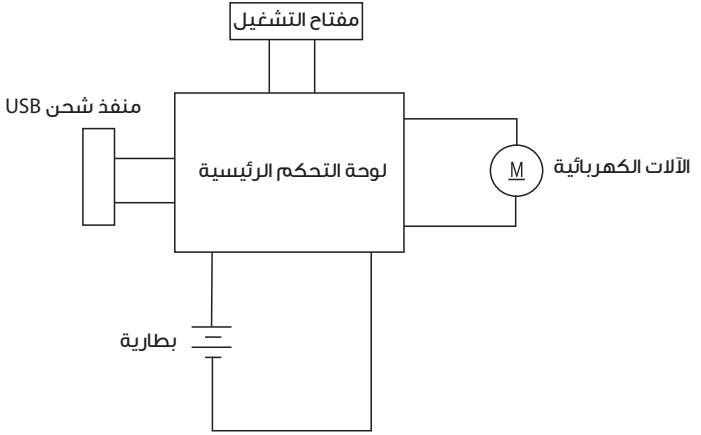 مفتاح التشغيل
منفذ شحن USB
لوحة التحكم الرئيسية
M
الآلات الكهربائية
بطارية